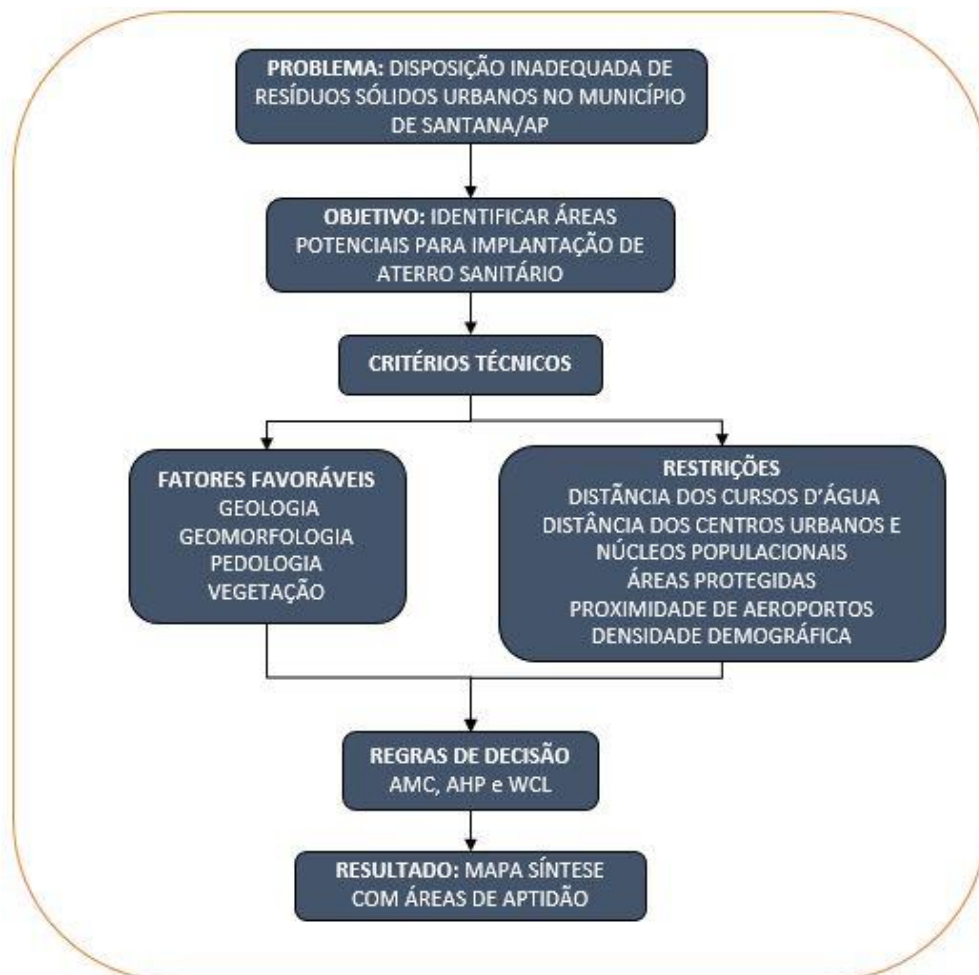 PROBLEMA: DISPOSIÇÃO INADEQUADA DE
RESÍDUOS SÓLIDOS URBANOS NO MUNICÍPIO
DE SANTANA/AP
OBJETIVO: IDENTIFICAR ÁREAS
POTENCIAIS PARA IMPLANTAÇÃO DE
ATERRO SANITÁRIO
CRITÉRIOS TÉCNICOS
FATORES FAVORÁVEIS
GEOLOGIA
GEOMORFOLOGIA
PEDOLOGIA
VEGETAÇÃO
RESTRIÇÕES
DISTÃNCIA DOS CURSOS D’ÁGUA
DISTÂNCIA DOS CENTROS URBANOS E
NÚCLEOS POPULACIONAIS
ÁREAS PROTEGIDAS
PROXIMIDADE DE AEROPORTOS
DENSIDADE DEMOGRÁFICA
REGRAS DE DECISÃO
AMC, AHP e WCL
RESULTADO: MAPA SÍNTESE
COM ÁREAS DE APTIDÃO